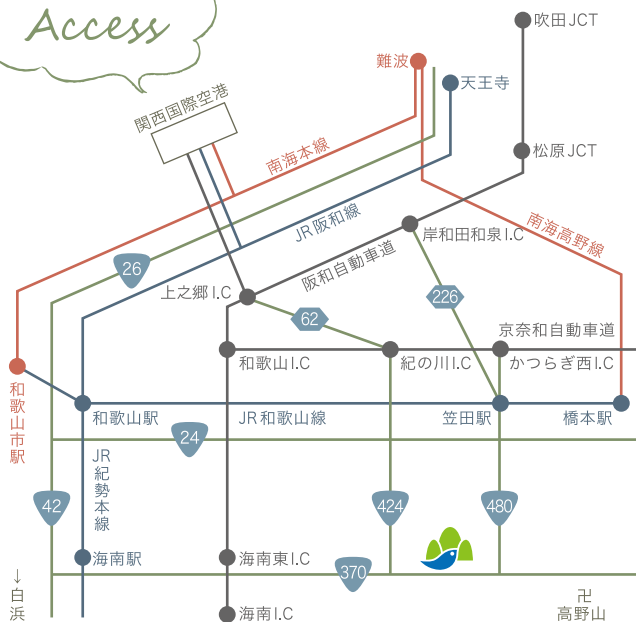 Access
吹田JCT
難波
天王寺
関西国際空港
南海本線
松原JCT
JR阪和線
岸和田和泉I.C
南海高野線
26
阪和自動車道
上之郷I.C
226
62
京奈和自動車道
和歌山I.C
紀の川I.C
かつらぎ西I.C
和歌山市駅
和歌山駅
JR和歌山線
笠田駅
橋本駅
24
JR紀勢本線
42
424
480
海南駅
海南東I.C
370
↓白浜
卍
高野山
海南I.C